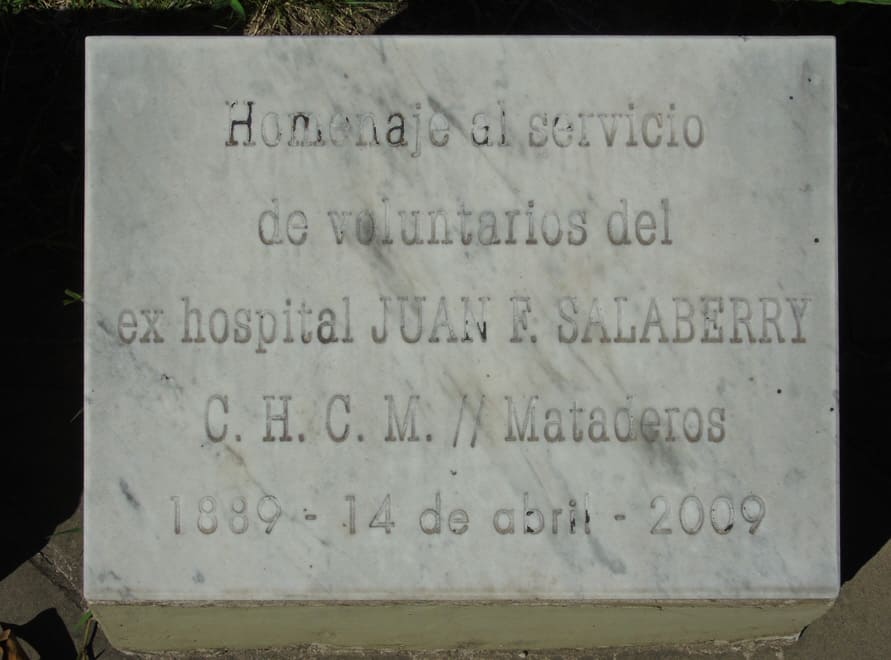 Homenaje al servicio
de voluntarios del
ex hospital JUAN F. SALABERRY
C. H. C. M. // Mataderos
1889 - 14 de abril - 2009